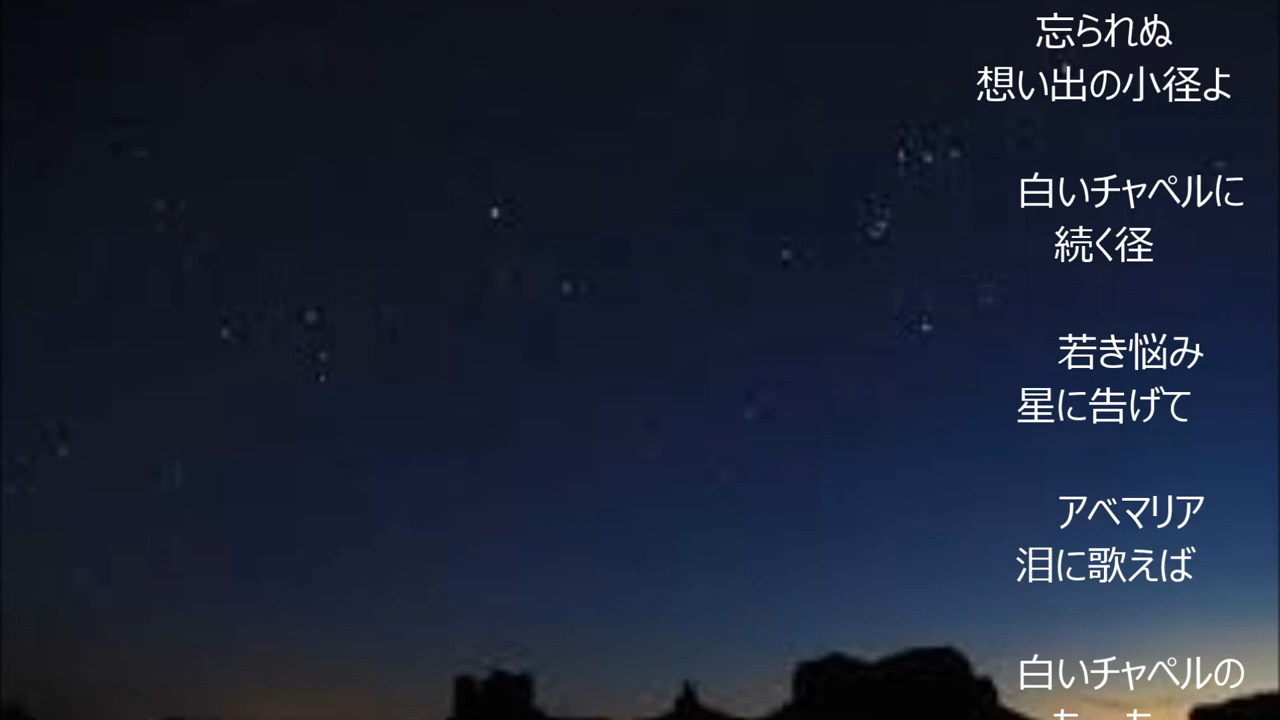 忘られぬ
想い出の小径よ
白いチャペルに
続く径
若き悩み
星に告げて
アベマリア
泪に歌えば
白いチャペルの